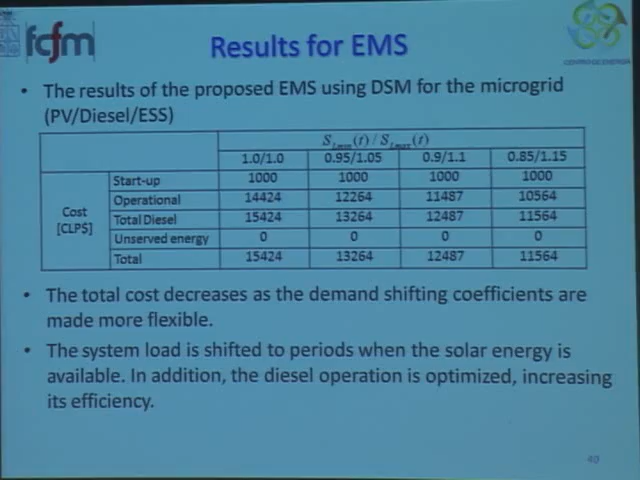 fcfm
Results for EMS
CENTRO DE ENERGIA
• The results of the proposed EMS using DSM for the microgrid
(PV/Diesel/ESS)
S_Lmin(t) / S_Lmax(t)
1.0/1.0 0.95/1.05 0.9/1.1 0.85/1.15
Cost
[CLP$]
Start-up 1000 1000 1000 1000
Operational 14424 12264 11487 10564
Total Diesel 15424 13264 12487 11564
Unserved energy 0 0 0 0
Total 15424 13264 12487 11564
• The total cost decreases as the demand shifting coefficients are
made more flexible.
• The system load is shifted to periods when the solar energy is
available. In addition, the diesel operation is optimized, increasing
its efficiency.
40